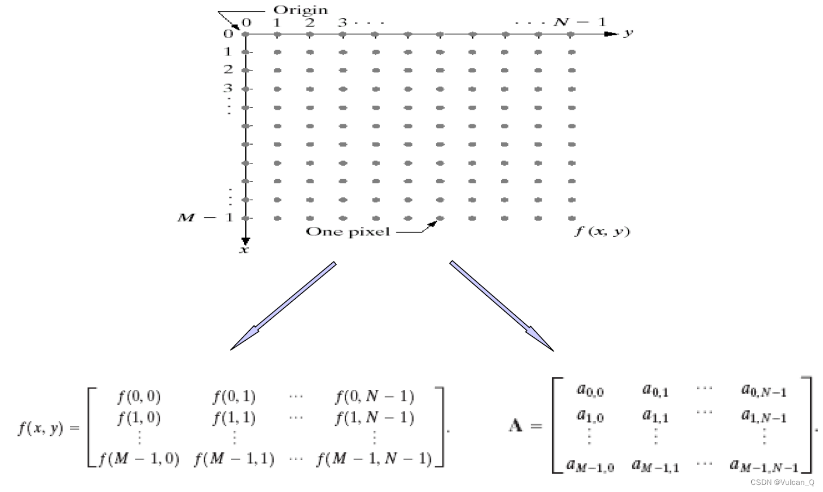 Origin
0 1 2 3 · · · · · · N − 1
y
0
1
2
3
⋮
⋮
M − 1
One pixel
f (x, y)
x
f(x, y) = [ f(0, 0) f(0, 1) ⋯ f(0, N − 1)
f(1, 0) f(1, 1) ⋯ f(1, N − 1)
⋮ ⋮ ⋮
f(M − 1, 0) f(M − 1, 1) ⋯ f(M − 1, N − 1) ].
A = [ a0,0 a0,1 ⋯ a0,N−1
a1,0 a1,1 ⋯ a1,N−1
⋮ ⋮ ⋮
aM−1,0 aM−1,1 ⋯ aM−1,N−1 ].
CSDN @Vulcan_Q